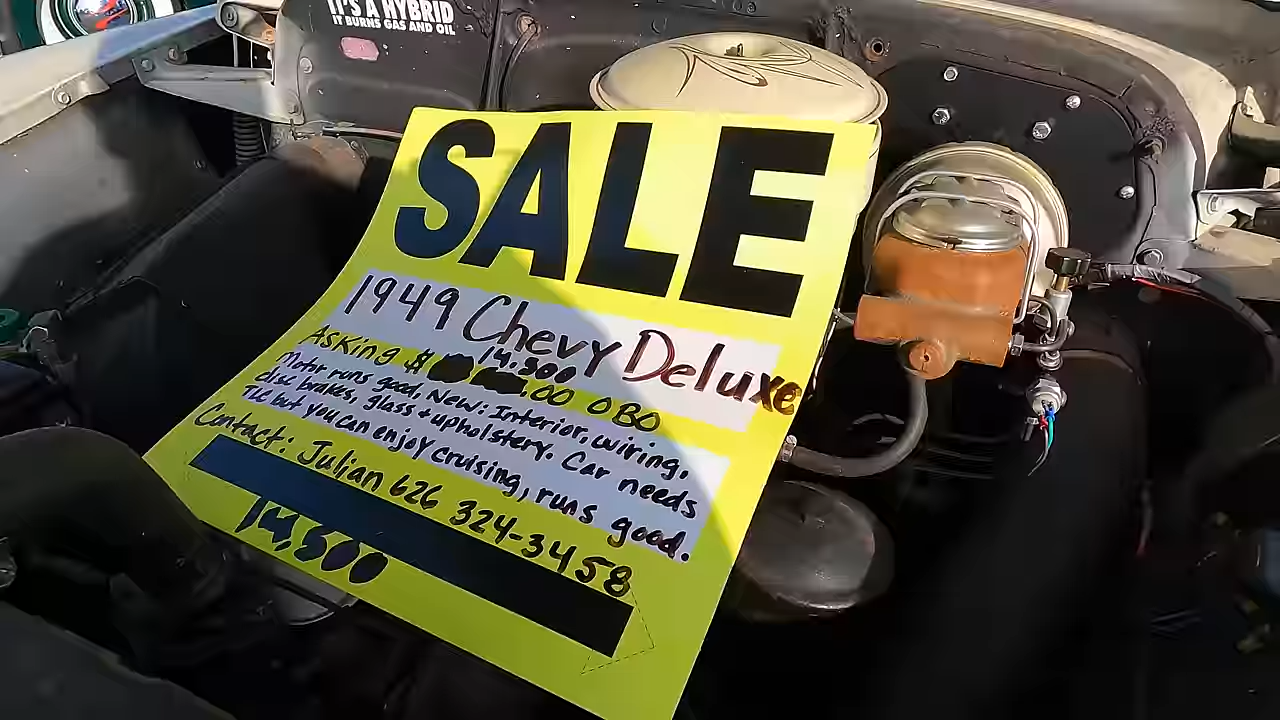 IT'S A HYBRID
IT BURNS GAS AND OIL
SALE
1949 Chevy Deluxe
Asking $ 14,500 .00 OBO
Motor runs good, New: Interior, wiring,
disc brakes, glass + upholstery. Car needs
TLC but you can enjoy cruising, runs good.
Contact: Julian 626 324-3458
14,500